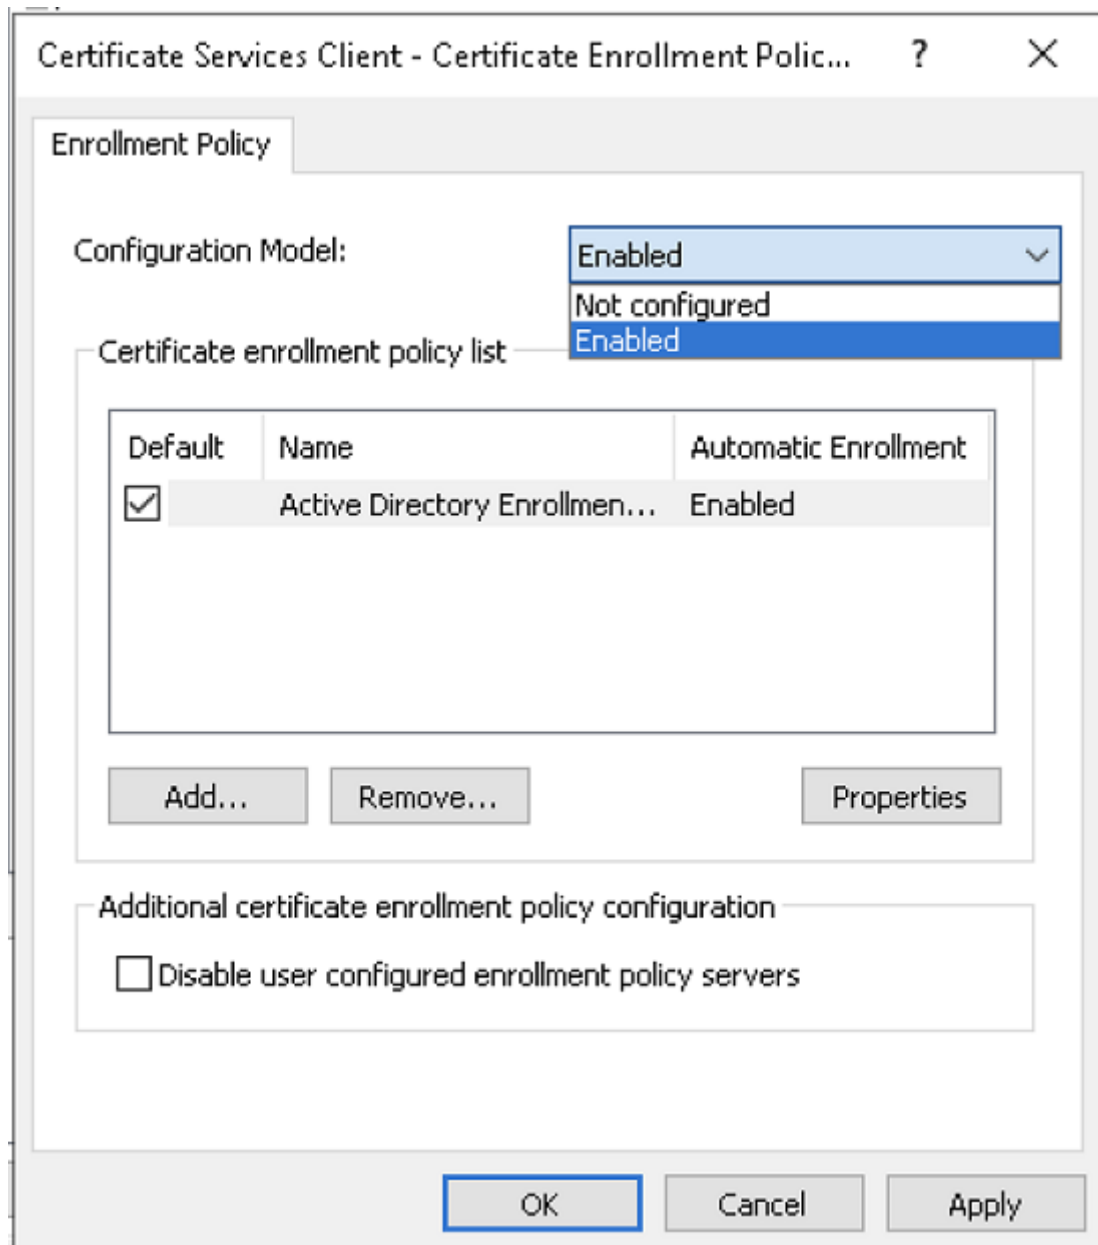 Certificate Services Client - Certificate Enrollment Polic... ?
Enrollment Policy
Configuration Model: Enabled
Not configured
Enabled
Certificate enrollment policy list
Default Name Automatic Enrollment
Active Directory Enrollmen... Enabled
Add... Remove... Properties
Additional certificate enrollment policy configuration
Disable user configured enrollment policy servers
OK Cancel Apply